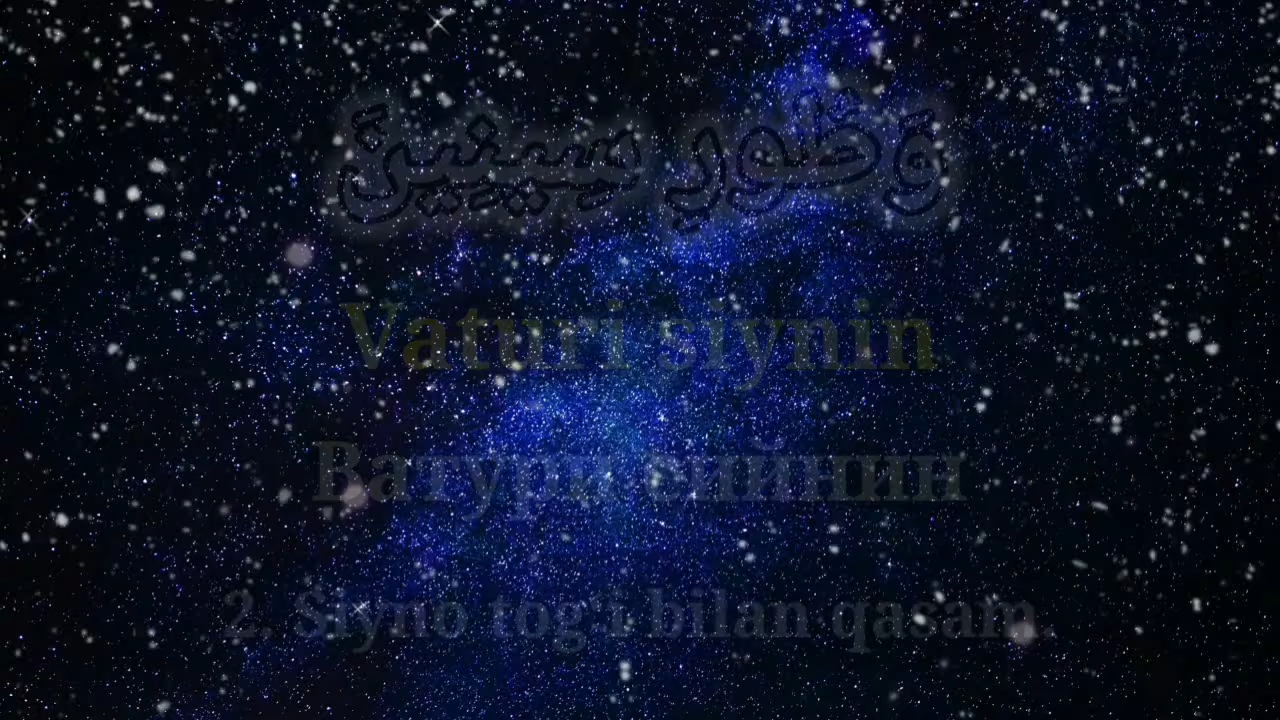 وَطُورِ سِينِينَ
Vaturi siynin
Ватури сийнин
2. Siyno tog'i bilan qasam.